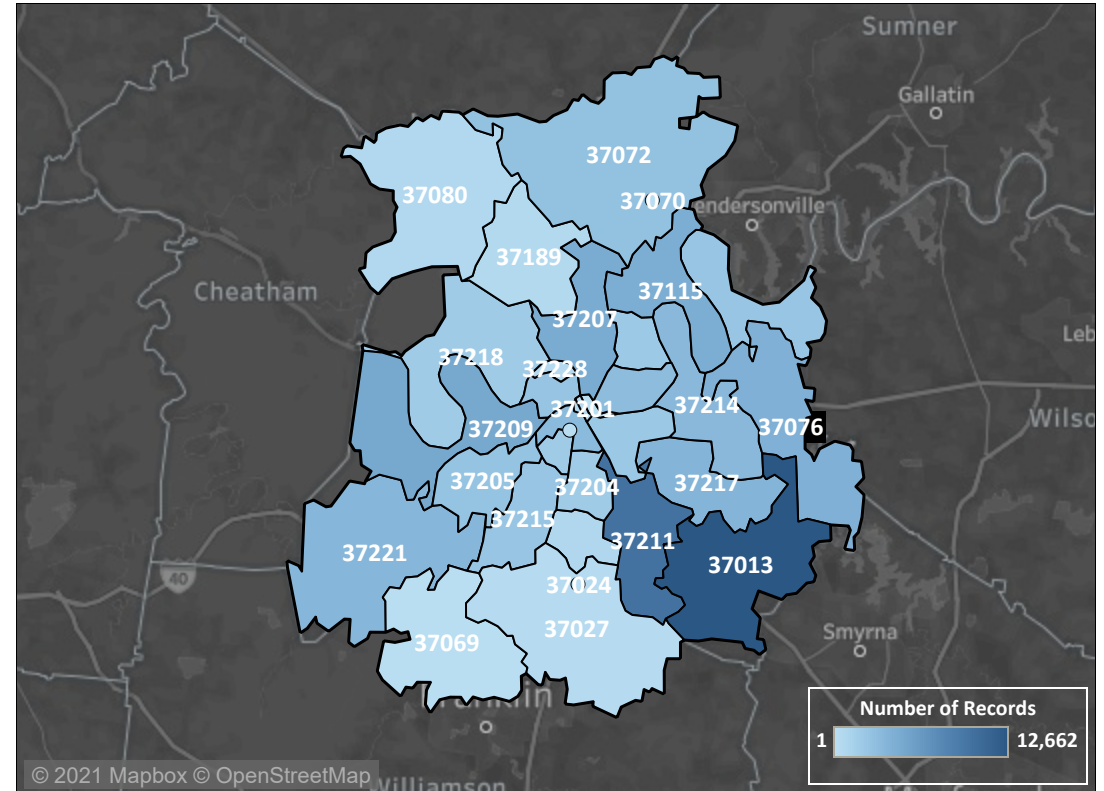 Sumner
Gallatin
37072
37080
37070
endersonville
37189
Cheatham
37115
37207
Leb
37218
37228
37214
37201
Wilso
37209
37076
37205
37204
37217
37215
37211
37221
37013
40
37024
37027
Smyrna
37069
Franklin
Number of Records
1
12,662
© 2021 Mapbox © OpenStreetMap
Williamson